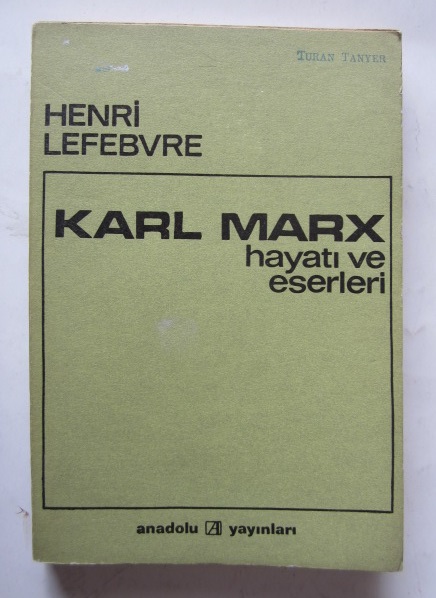 Turan Tanyer
HENRİ
LEFEBVRE
KARL MARX
hayatı ve
eserleri
anadolu A yayınları